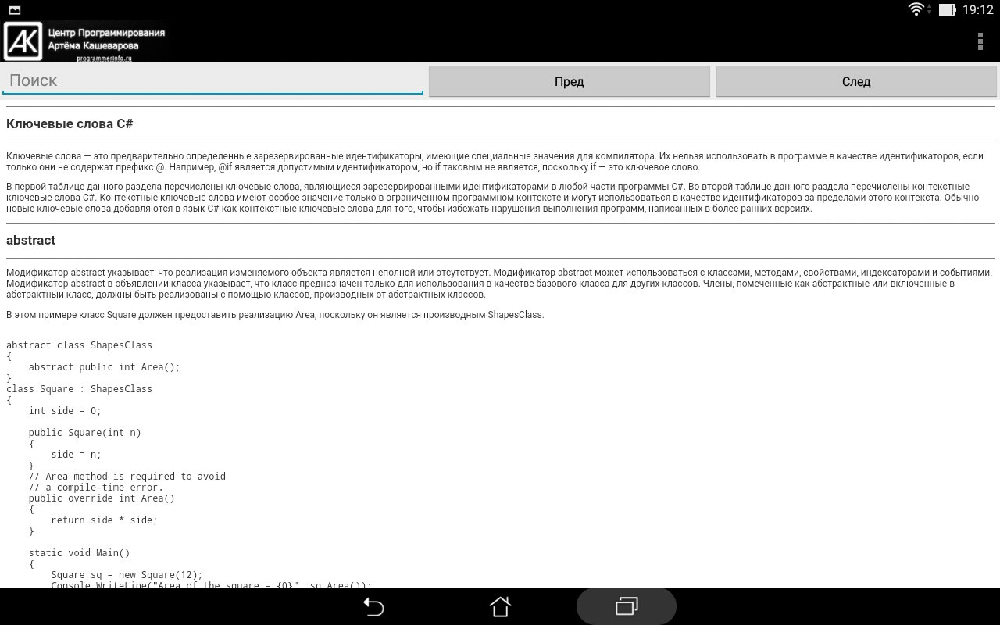 19:12
АК
Центр Программирования
Артёма Кашеварова
programmerinfo.ru
Поиск
Пред
След
Ключевые слова C#
Ключевые слова — это предварительно определенные зарезервированные идентификаторы, имеющие специальные значения для компилятора. Их нельзя использовать в программе в качестве идентификаторов, если
только они не содержат префикс @. Например, @if является допустимым идентификатором, но if таковым не является, поскольку if — это ключевое слово.
В первой таблице данного раздела перечислены ключевые слова, являющиеся зарезервированными идентификаторами в любой части программы C#. Во второй таблице данного раздела перечислены контекстные
ключевые слова C#. Контекстные ключевые слова имеют особое значение только в ограниченном программном контексте и могут использоваться в качестве идентификаторов за пределами этого контекста. Обычно
новые ключевые слова добавляются в язык C# как контекстные ключевые слова для того, чтобы избежать нарушения выполнения программ, написанных в более ранних версиях.
abstract
Модификатор abstract указывает, что реализация изменяемого объекта является неполной или отсутствует. Модификатор abstract может использоваться с классами, методами, свойствами, индексаторами и событиями.
Модификатор abstract в объявлении класса указывает, что класс предназначен только для использования в качестве базового класса для других классов. Члены, помеченные как абстрактные или включенные в
абстрактный класс, должны быть реализованы с помощью классов, производных от абстрактных классов.
В этом примере класс Square должен предоставить реализацию Area, поскольку он является производным ShapesClass.
abstract class ShapesClass
{
    abstract public int Area();
}
class Square : ShapesClass
{
    int side = 0;
    public Square(int n)
    {
        side = n;
    }
    // Area method is required to avoid
    // a compile-time error.
    public override int Area()
    {
        return side * side;
    }
    static void Main()
    {
        Square sq = new Square(12);
        Console.WriteLine("Area of the square = {0}", sq.Area());